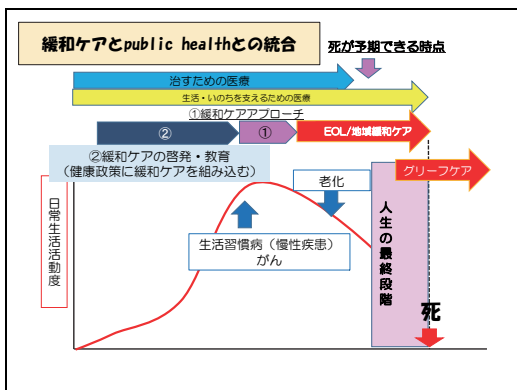 緩和ケアとpublic healthとの統合
死が予期できる時点
治すための医療
生活・いのちを支えるための医療
①緩和ケアアプローチ
②
①
EOL/地域緩和ケア
②緩和ケアの啓発・教育
（健康政策に緩和ケアを組み込む）
グリーフケア
老化
日常生活活動度
生活習慣病（慢性疾患）
がん
人生の最終段階
死